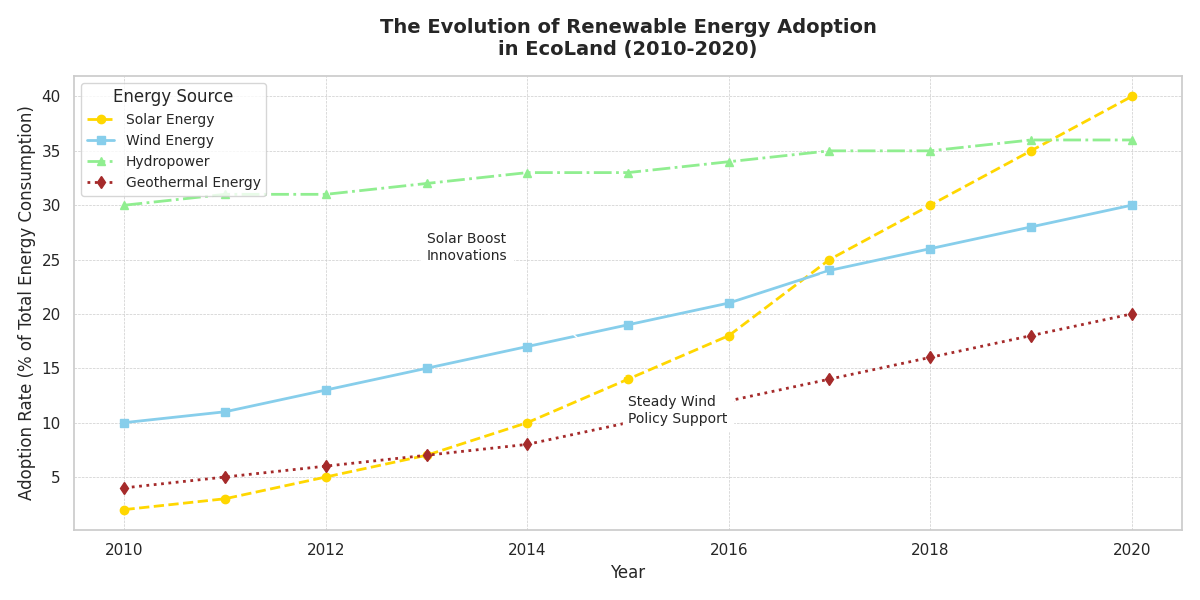 The Evolution of Renewable Energy Adoption
in EcoLand (2010-2020)
Adoption Rate (% of Total Energy Consumption)
40
35
30
25
20
15
10
5
Energy Source
Solar Energy
Wind Energy
Hydropower
Geothermal Energy
Solar Boost
Innovations
Steady Wind
Policy Support
2010
2012
2014
2016
2018
2020
Year